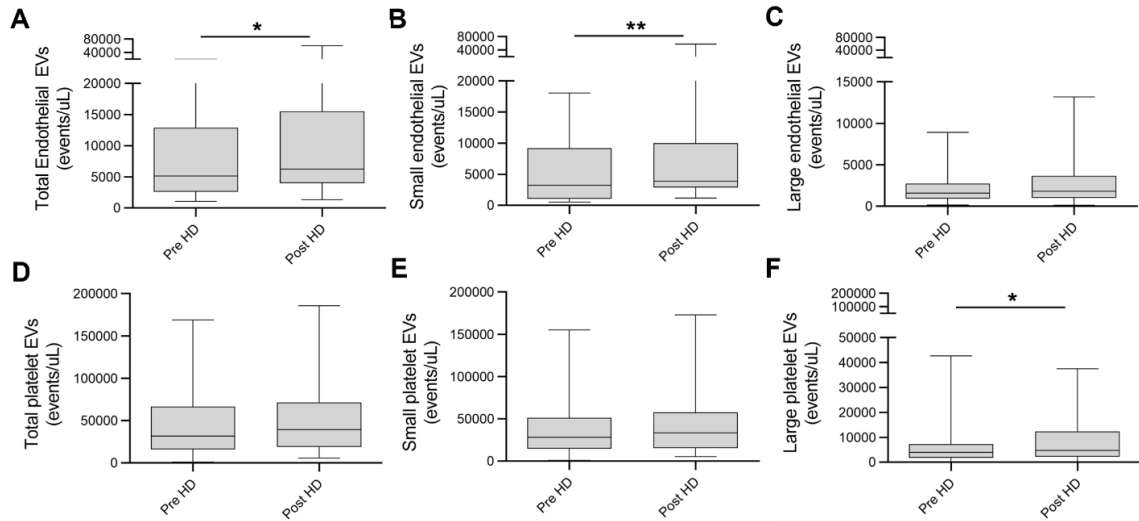 A
Total Endothelial EVs
(events/uL)
80000
40000
20000
15000
10000
5000
0
*
Pre HD
Post HD
B
Small endothelial EVs
(events/uL)
80000
40000
20000
15000
10000
5000
0
**
Pre HD
Post HD
C
Large endothelial EVs
(events/uL)
80000
40000
15000
10000
5000
0
Pre HD
Post HD
D
Total platelet EVs
(events/uL)
200000
150000
100000
50000
0
Pre HD
Post HD
E
Small platelet EVs
(events/uL)
200000
150000
100000
50000
0
Pre HD
Post HD
F
Large platelet EVs
(events/uL)
200000
100000
50000
40000
30000
20000
10000
0
*
Pre HD
Post HD